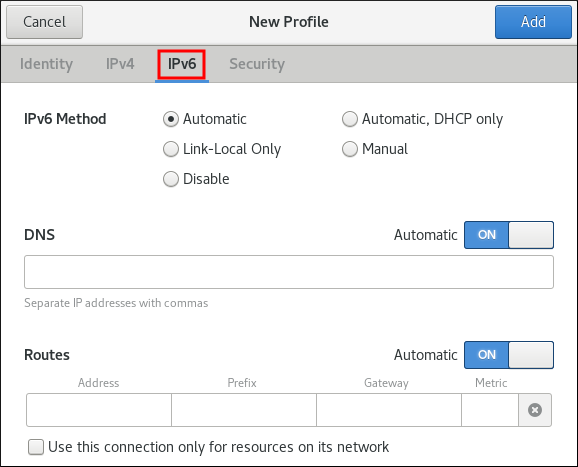 Cancel New Profile Add
Identity IPv4 IPv6 Security
IPv6 Method Automatic Automatic, DHCP only
Link-Local Only Manual
Disable
DNS Automatic ON
Separate IP addresses with commas
Routes Automatic ON
Address Prefix Gateway Metric
Use this connection only for resources on its network